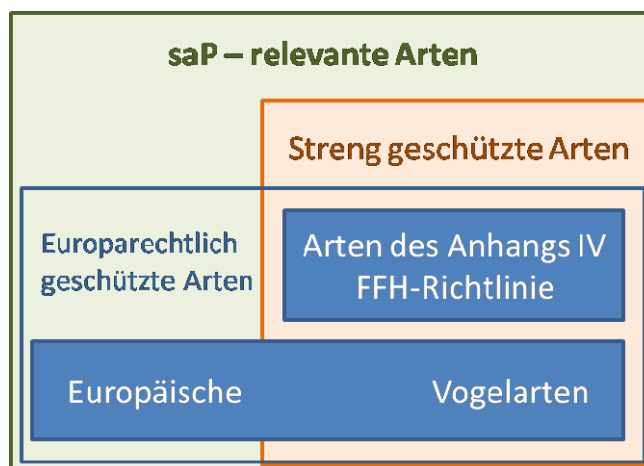 saP – relevante Arten
Streng geschützte Arten
Europarechtlich
geschützte Arten
Arten des Anhangs IV
FFH-Richtlinie
Europäische Vogelarten